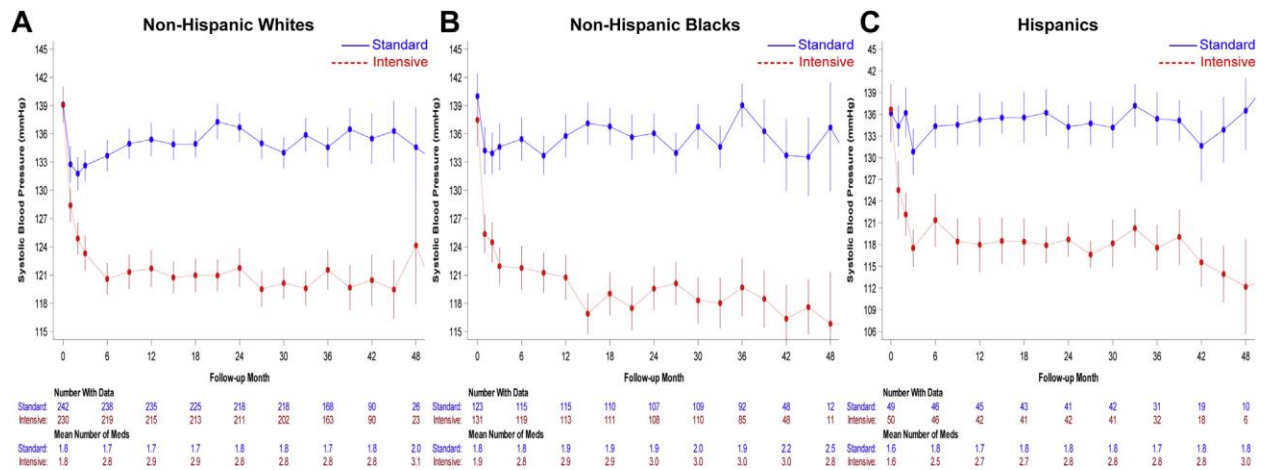 A
Non-Hispanic Whites
Standard
Intensive
Systolic Blood Pressure (mmHg)
145
142
139
136
133
130
127
124
121
118
115
0 6 12 18 24 30 36 42 48
Follow-up Month
Number With Data
Standard: 242 238 235 225 218 218 168 90 26
Intensive: 230 219 215 213 211 202 163 90 23
Mean Number of Meds
Standard: 1.8 1.7 1.7 1.7 1.8 1.8 1.7 1.8 2.0
Intensive: 1.8 2.8 2.9 2.9 2.8 2.8 2.8 2.8 3.1
B
Non-Hispanic Blacks
Standard
Intensive
Systolic Blood Pressure (mmHg)
145
142
139
136
133
130
127
124
121
118
115
0 6 12 18 24 30 36 42 48
Follow-up Month
Number With Data
Standard: 123 115 115 110 107 109 92 48 12
Intensive: 131 119 113 111 108 110 85 48 11
Mean Number of Meds
Standard: 1.8 1.8 1.9 1.9 1.9 2.0 1.9 2.2 2.5
Intensive: 1.9 2.8 2.9 2.9 3.0 3.0 3.0 3.0 2.8
C
Hispanics
Standard
Intensive
Systolic Blood Pressure (mmHg)
45
142
139
136
133
130
127
124
121
118
115
112
109
106
0 6 12 18 24 30 36 42 48
Follow-up Month
Number With Data
Standard: 49 46 45 43 41 42 31 19 10
Intensive: 50 46 42 41 42 41 32 18 6
Mean Number of Meds
Standard: 1.6 1.8 1.7 1.8 1.8 1.8 1.7 1.8 1.8
Intensive: 1.6 2.5 2.7 2.7 2.8 2.8 2.8 2.8 3.0